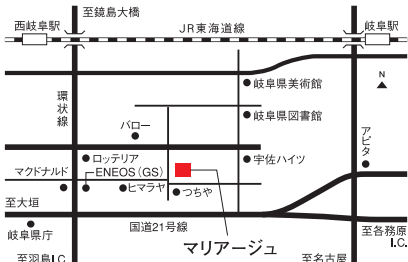 至鏡島大橋
西岐阜駅
JR東海道線
岐阜駅
岐阜県美術館
N
環状線
岐阜県図書館
バロー
アピタ
ロッテリア
宇佐ハイツ
ENEOS(GS)
マクドナルド
ヒマラヤ
つちや
至大垣
国道21号線
至各務原I.C.
岐阜県庁
マリアージュ
至羽島I.C.
至名古屋